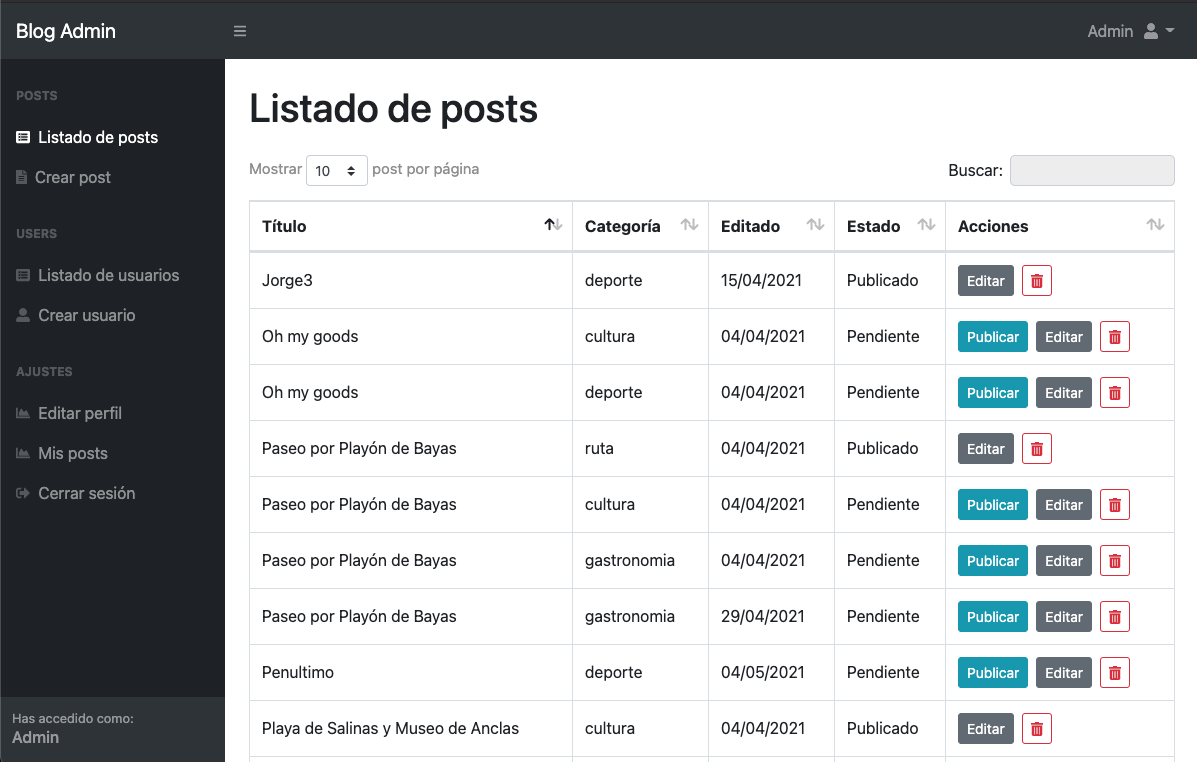 Blog Admin
Admin
POSTS
Listado de posts
Crear post
USERS
Listado de usuarios
Crear usuario
AJUSTES
Editar perfil
Mis posts
Cerrar sesión
Has accedido como:
Admin
Listado de posts
Mostrar 10 post por página
Buscar:
Título Categoría Editado Estado Acciones
Jorge3 deporte 15/04/2021 Publicado Editar
Oh my goods cultura 04/04/2021 Pendiente Publicar Editar
Oh my goods deporte 04/04/2021 Pendiente Publicar Editar
Paseo por Playón de Bayas ruta 04/04/2021 Publicado Editar
Paseo por Playón de Bayas cultura 04/04/2021 Pendiente Publicar Editar
Paseo por Playón de Bayas gastronomia 04/04/2021 Pendiente Publicar Editar
Paseo por Playón de Bayas gastronomia 29/04/2021 Pendiente Publicar Editar
Penultimo deporte 04/05/2021 Pendiente Publicar Editar
Playa de Salinas y Museo de Anclas cultura 04/04/2021 Publicado Editar